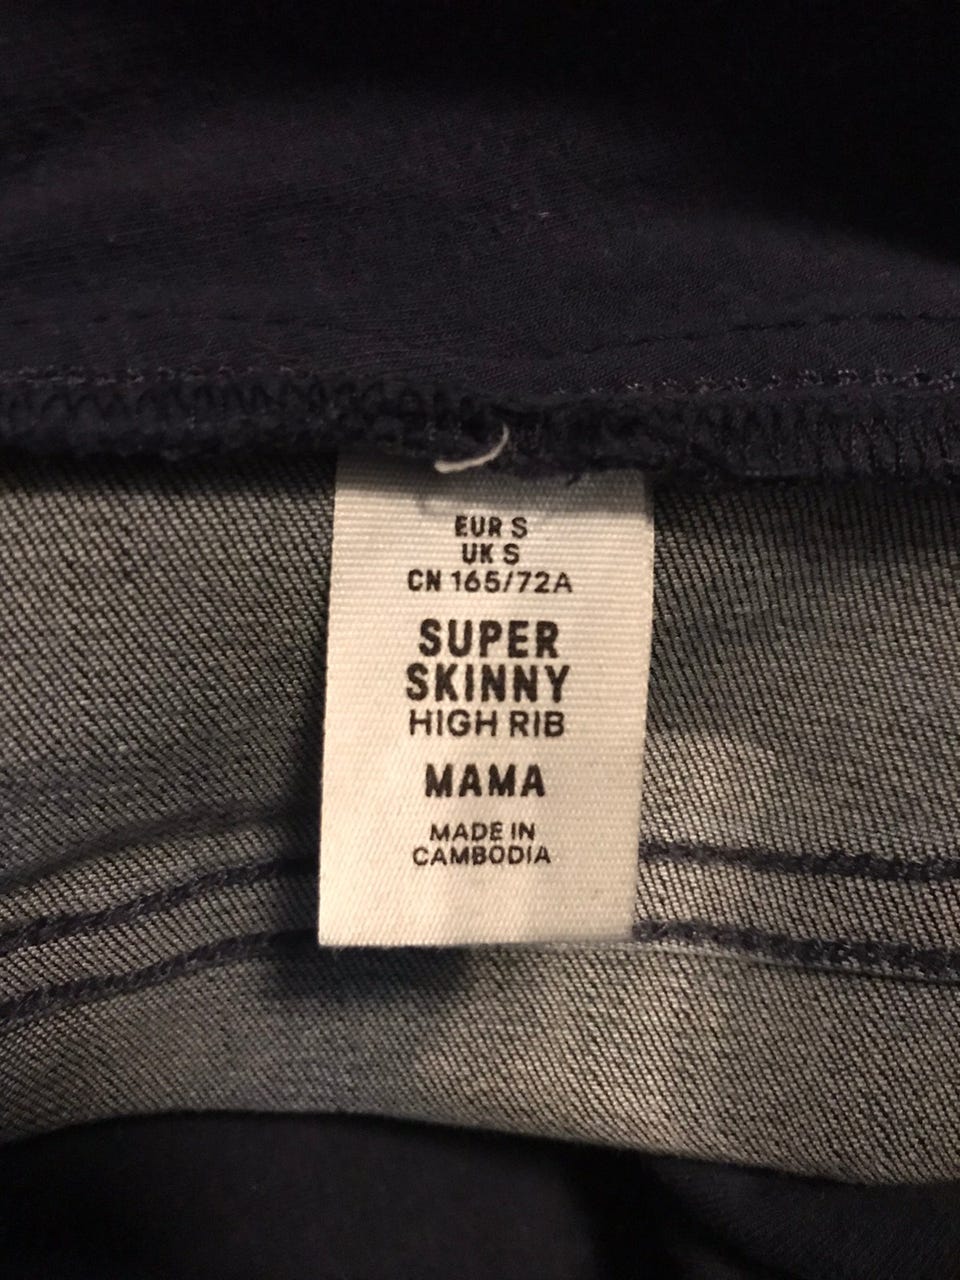 EUR S
UK S
CN 165/72A
SUPER
SKINNY
HIGH RIB
MAMA
MADE IN
CAMBODIA